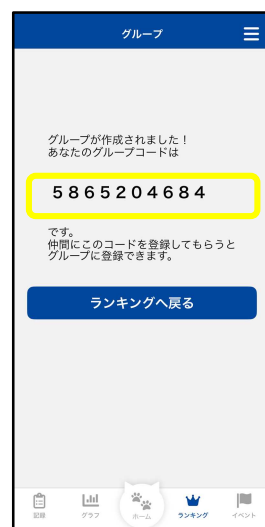 グループ
グループが作成されました！
あなたのグループコードは
5865204684
です。
仲間にこのコードを登録してもらうと
グループに登録できます。
ランキングへ戻る
記録
グラフ
ホーム
ランキング
イベント